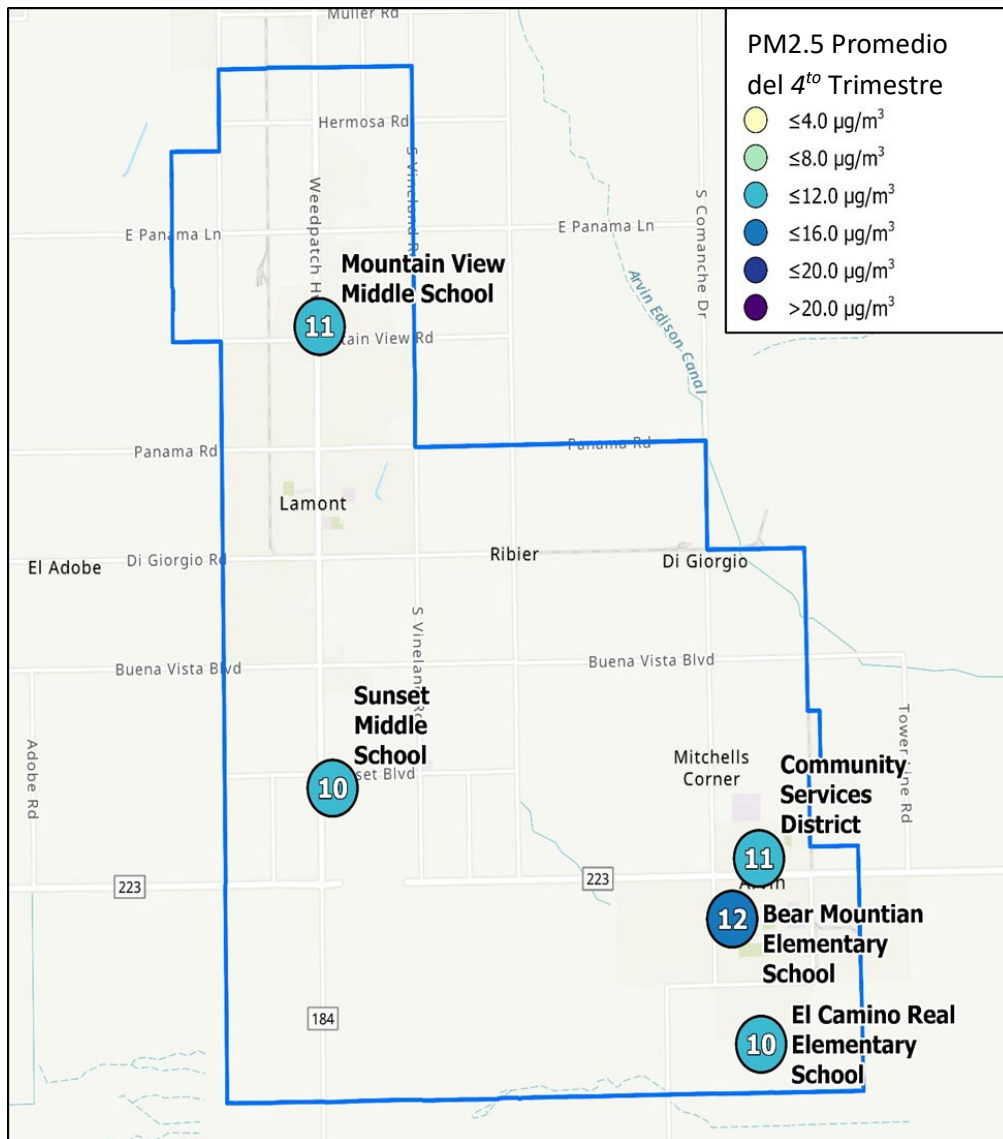 Muller Rd
PM2.5 Promedio
del 4to Trimestre
≤4.0 µg/m3
≤8.0 µg/m3
≤12.0 µg/m3
≤16.0 µg/m3
≤20.0 µg/m3
>20.0 µg/m3
Hermosa Rd
S Vineland R
Weedpatch H
S Comanche Dr
E Panama Ln
E Panama Ln
Arvin Edison Canal
Mountain View
Middle School
11
tain View Rd
Panama Rd
Panama Rd
Lamont
El Adobe
Di Giorgio Rd
Ribier
Di Giorgio
S Vineland Rd
Buena Vista Blvd
Buena Vista Blvd
Sunset
Middle
School
10
set Blvd
Adobe Rd
Mitchells
Corner
Tower Line Rd
Community
Services
District
11
223
223
Arvin
12
Bear Mountian
Elementary
School
184
10
El Camino Real
Elementary
School